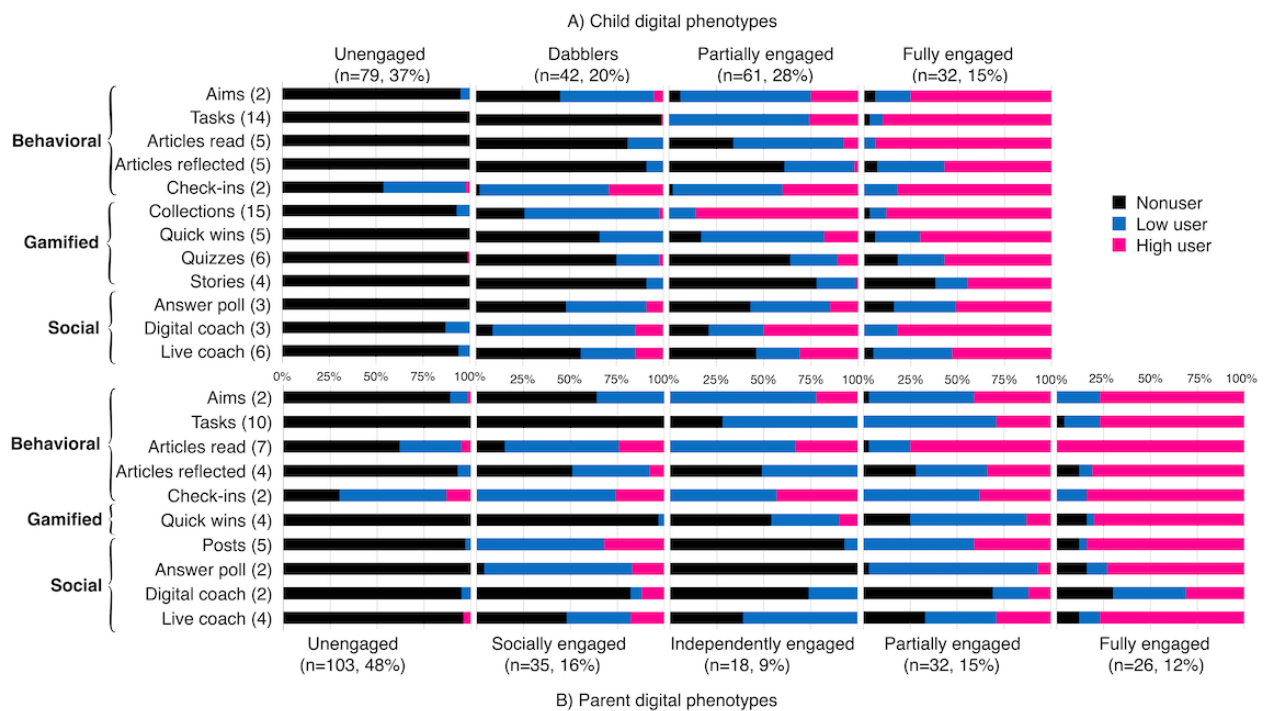 A) Child digital phenotypes
Unengaged Dabblers Partially engaged Fully engaged
(n=79, 37%) (n=42, 20%) (n=61, 28%) (n=32, 15%)
Aims (2)
Tasks (14)
Behavioral Articles read (5)
Articles reflected (5)
Check-ins (2)
Collections (15) Nonuser
Quick wins (5) Low user
Gamified
Quizzes (6) High user
Stories (4)
Answer poll (3)
Social Digital coach (3)
Live coach (6)
0% 25% 50% 75% 100% 25% 50% 75% 100% 25% 50% 75% 100% 25% 50% 75% 100% 25% 50% 75% 100%
Aims (2)
Tasks (10)
Behavioral Articles read (7)
Articles reflected (4)
Check-ins (2)
Gamified Quick wins (4)
Posts (5)
Answer poll (2)
Social Digital coach (2)
Live coach (4)
Unengaged Socially engaged Independently engaged Partially engaged Fully engaged
(n=103, 48%) (n=35, 16%) (n=18, 9%) (n=32, 15%) (n=26, 12%)
B) Parent digital phenotypes